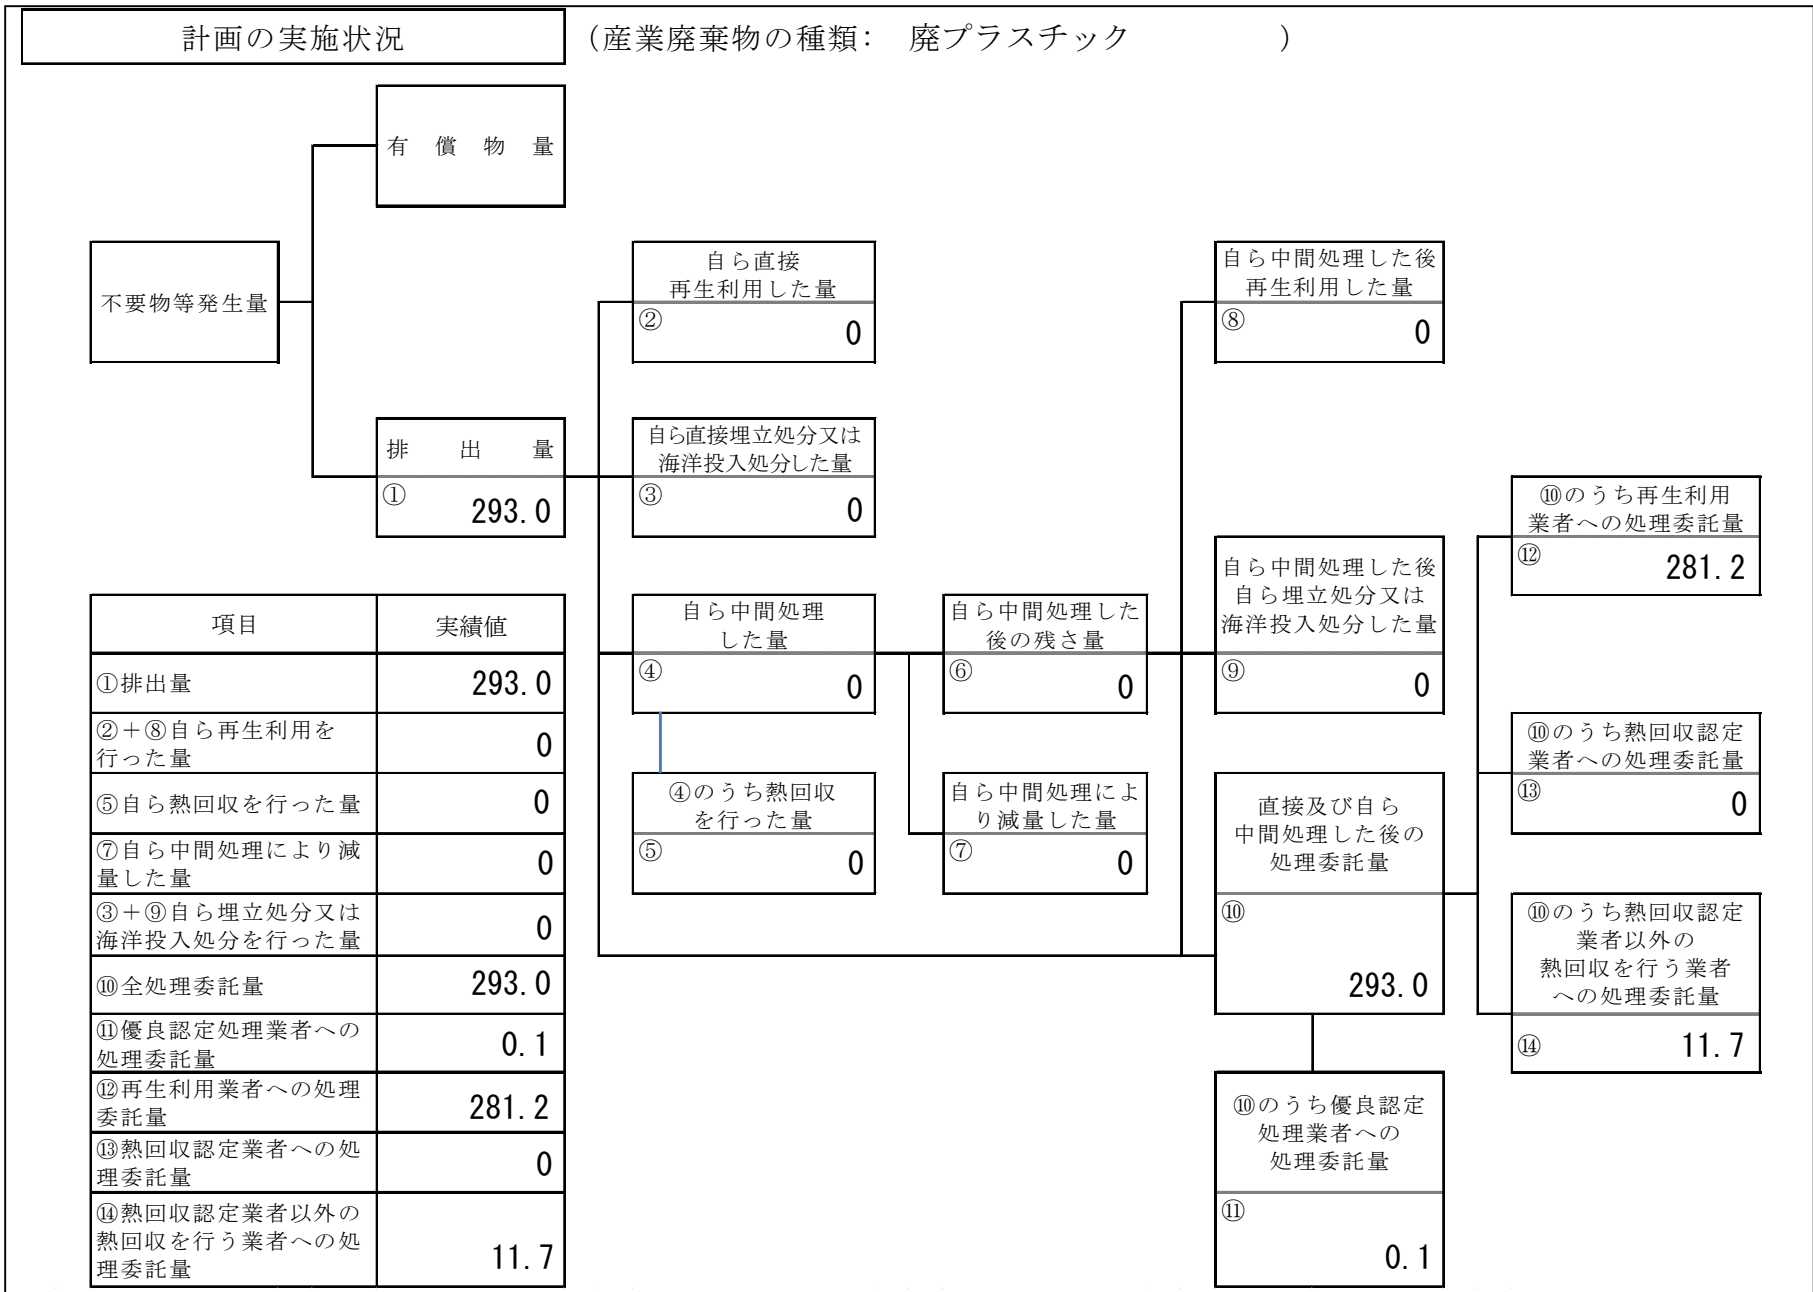 計画の実施状況
（産業廃棄物の種類： 廃プラスチック ）
有償物量
不要物等発生量
排出量
①
293.0
自ら直接
再生利用した量
②
0
自ら直接埋立処分又は
海洋投入処分した量
③
0
自ら中間処理
した量
④
0
④のうち熱回収
を行った量
⑤
0
自ら中間処理した
後の残さ量
⑥
0
自ら中間処理によ
り減量した量
⑦
0
自ら中間処理した後
再生利用した量
⑧
0
自ら中間処理した後
自ら埋立処分又は
海洋投入処分した量
⑨
0
直接及び自ら
中間処理した後の
処理委託量
⑩
293.0
⑩のうち優良認定
処理業者への
処理委託量
⑪
0.1
⑩のうち再生利用
業者への処理委託量
⑫
281.2
⑩のうち熱回収認定
業者への処理委託量
⑬
0
⑩のうち熱回収認定
業者以外の
熱回収を行う業者
への処理委託量
⑭
11.7
項目 実績値
①排出量 293.0
②＋⑧自ら再生利用を
行った量 0
⑤自ら熱回収を行った量 0
⑦自ら中間処理により減
量した量 0
③＋⑨自ら埋立処分又は
海洋投入処分を行った量 0
⑩全処理委託量 293.0
⑪優良認定処理業者への
処理委託量 0.1
⑫再生利用業者への処理
委託量 281.2
⑬熱回収認定業者への処
理委託量 0
⑭熱回収認定業者以外の
熱回収を行う業者への処
理委託量 11.7